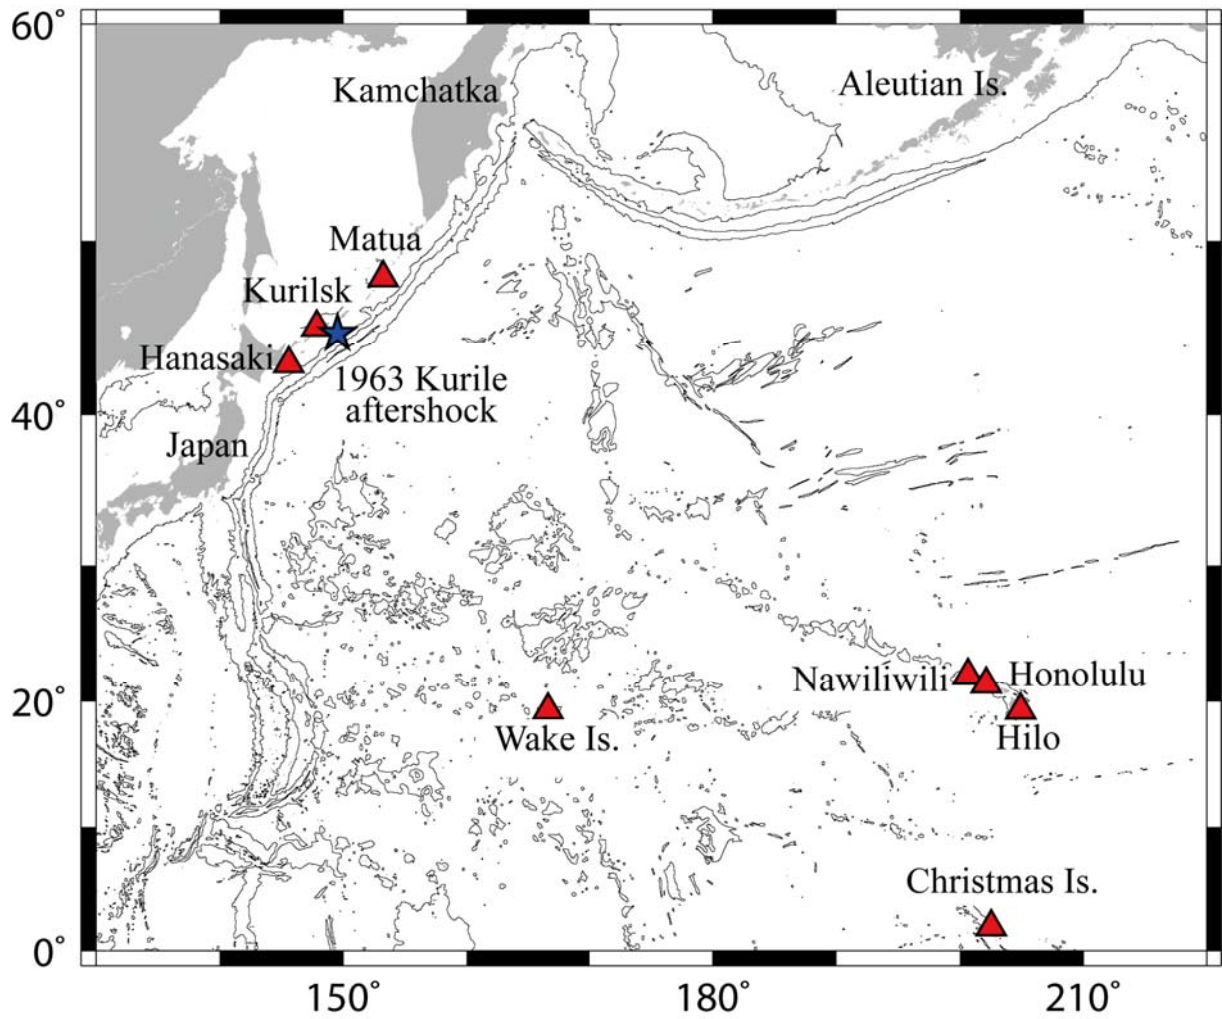 60°
Kamchatka
Aleutian Is.
Matua
Kurilsk
Hanasaki
1963 Kurile
aftershock
40°
Japan
Nawiliwili
Honolulu
20°
Wake Is.
Hilo
Christmas Is.
0°
150°
180°
210°